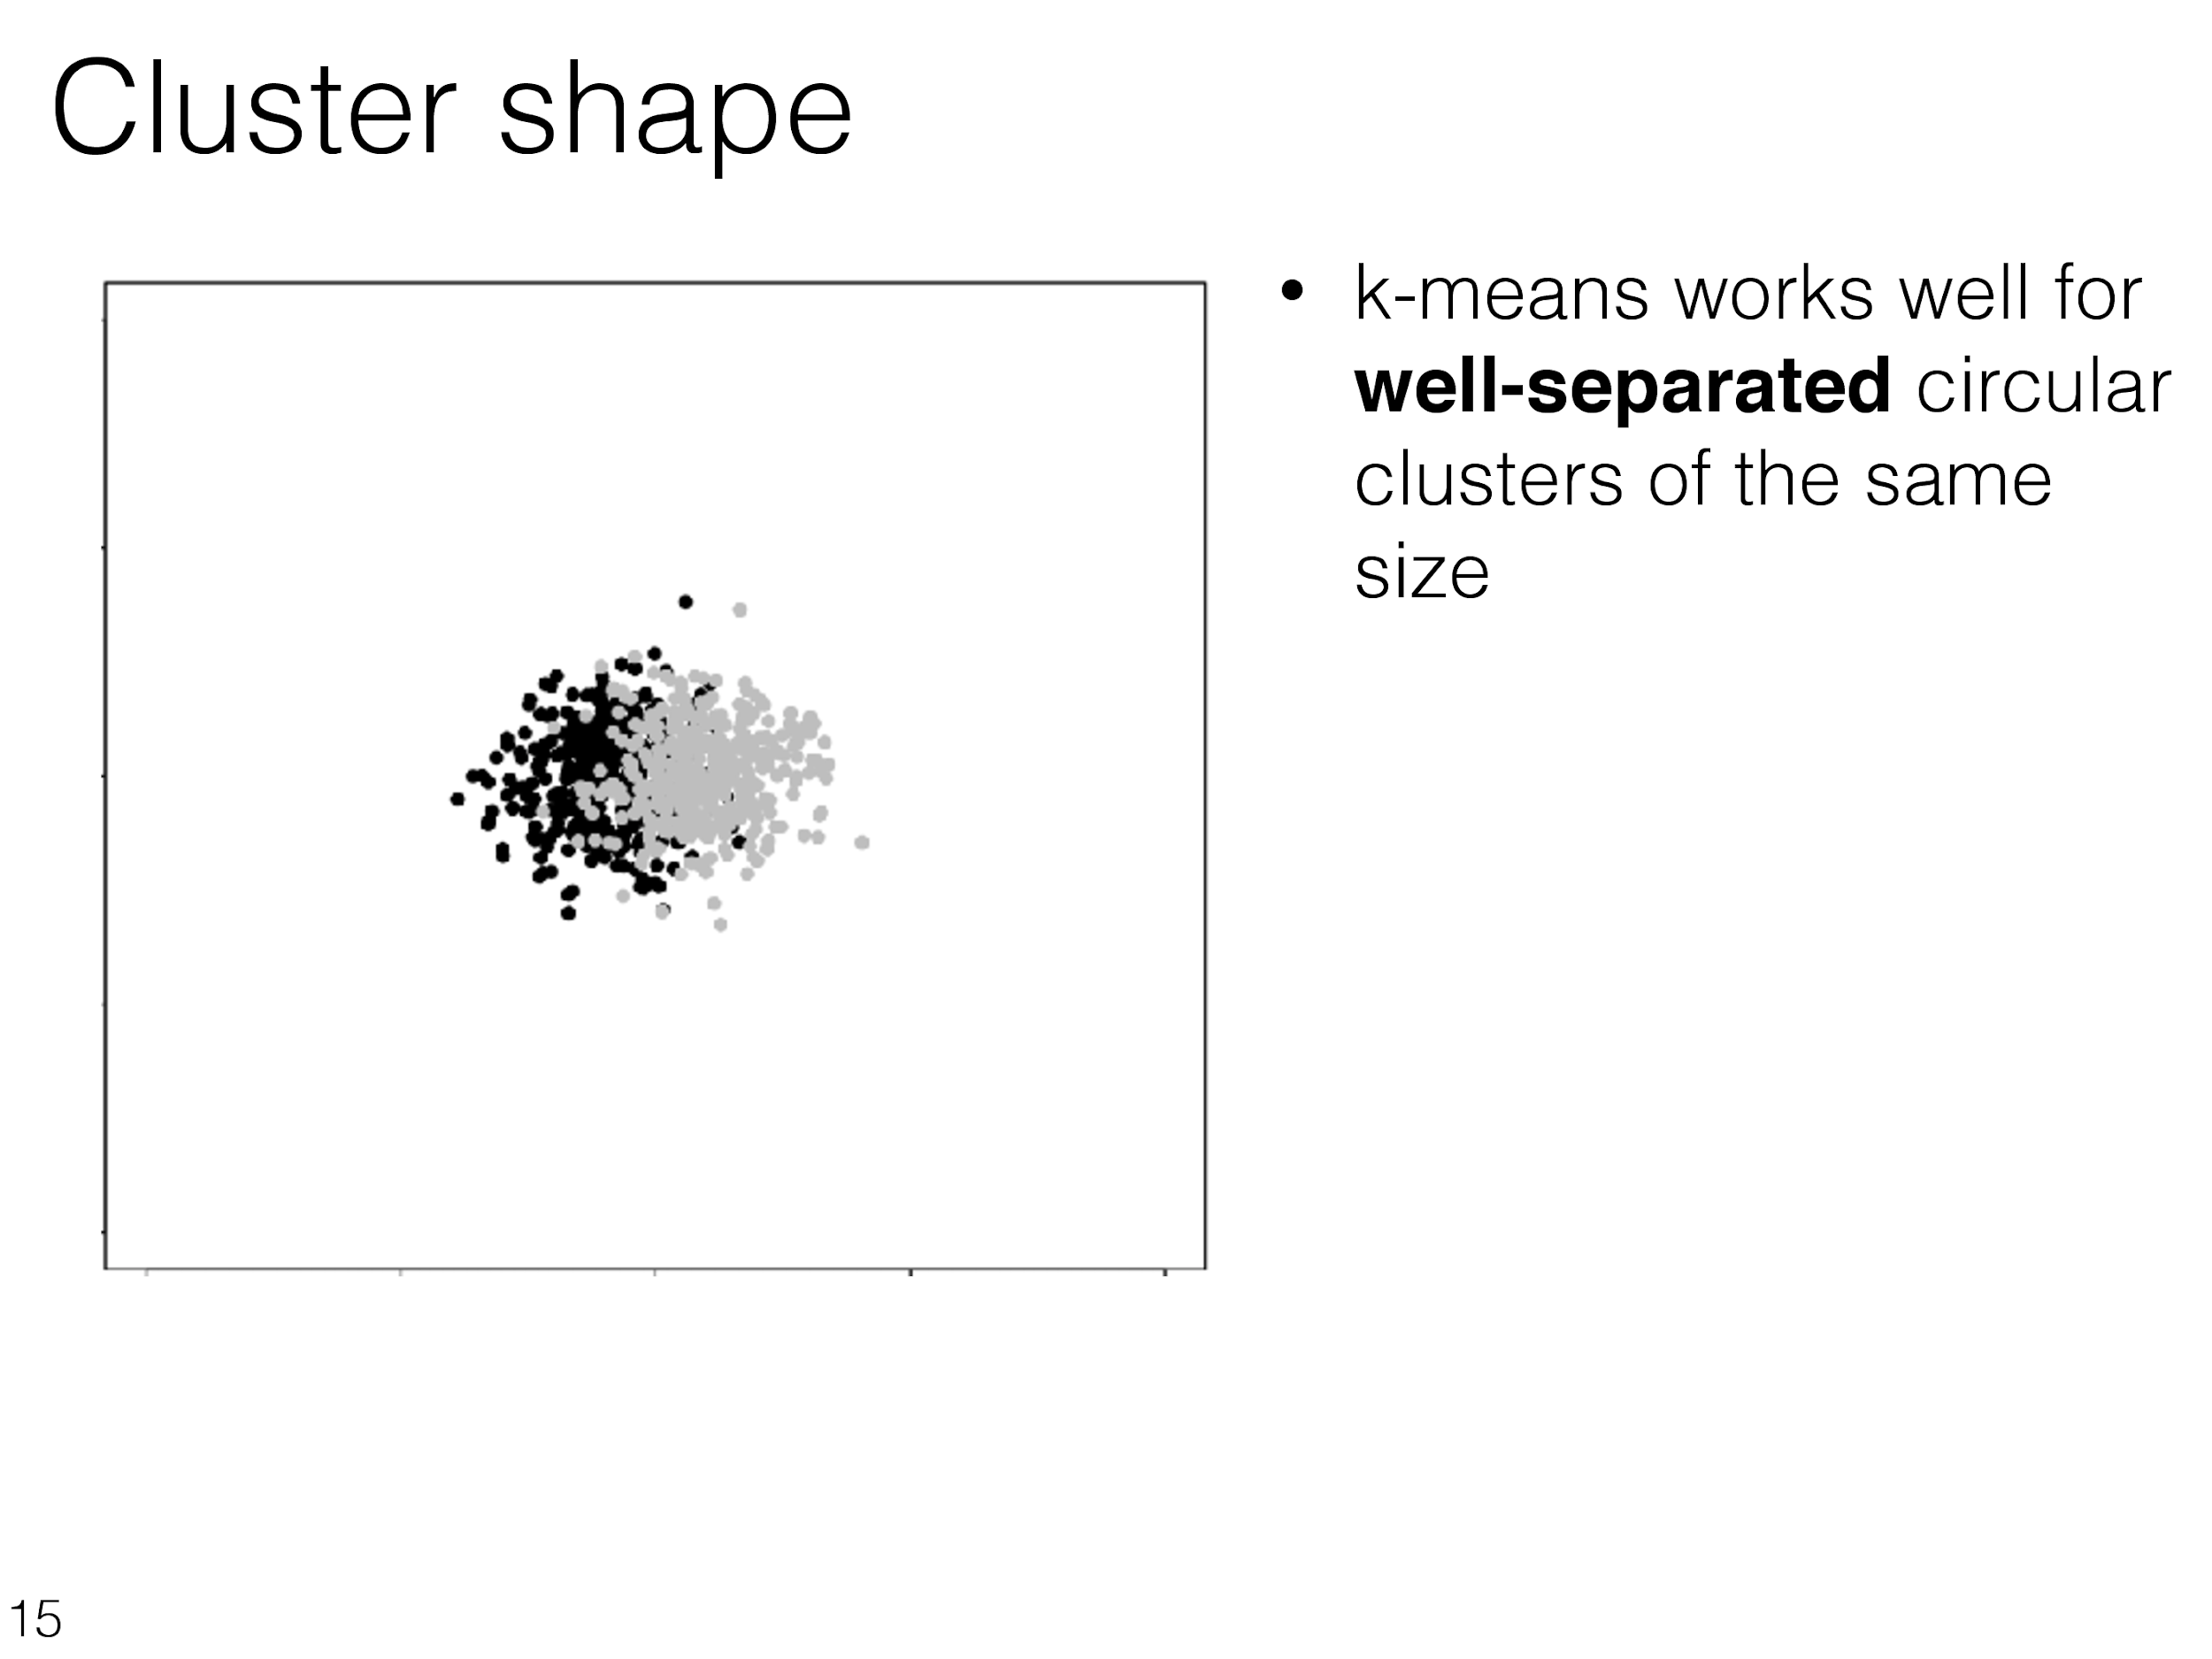 Cluster shape
• k-means works well for
well-separated circular
clusters of the same
size
15